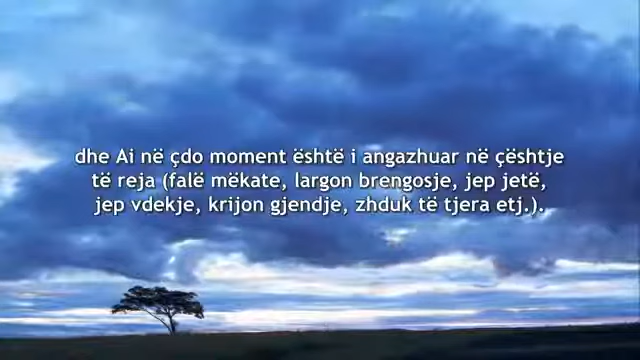 dhe Ai në çdo moment është i angazhuar në çështje
të reja (falë mëkate, largon brengosje, jep jetë,
jep vdekje, krijon gjendje, zhduk të tjera etj.).